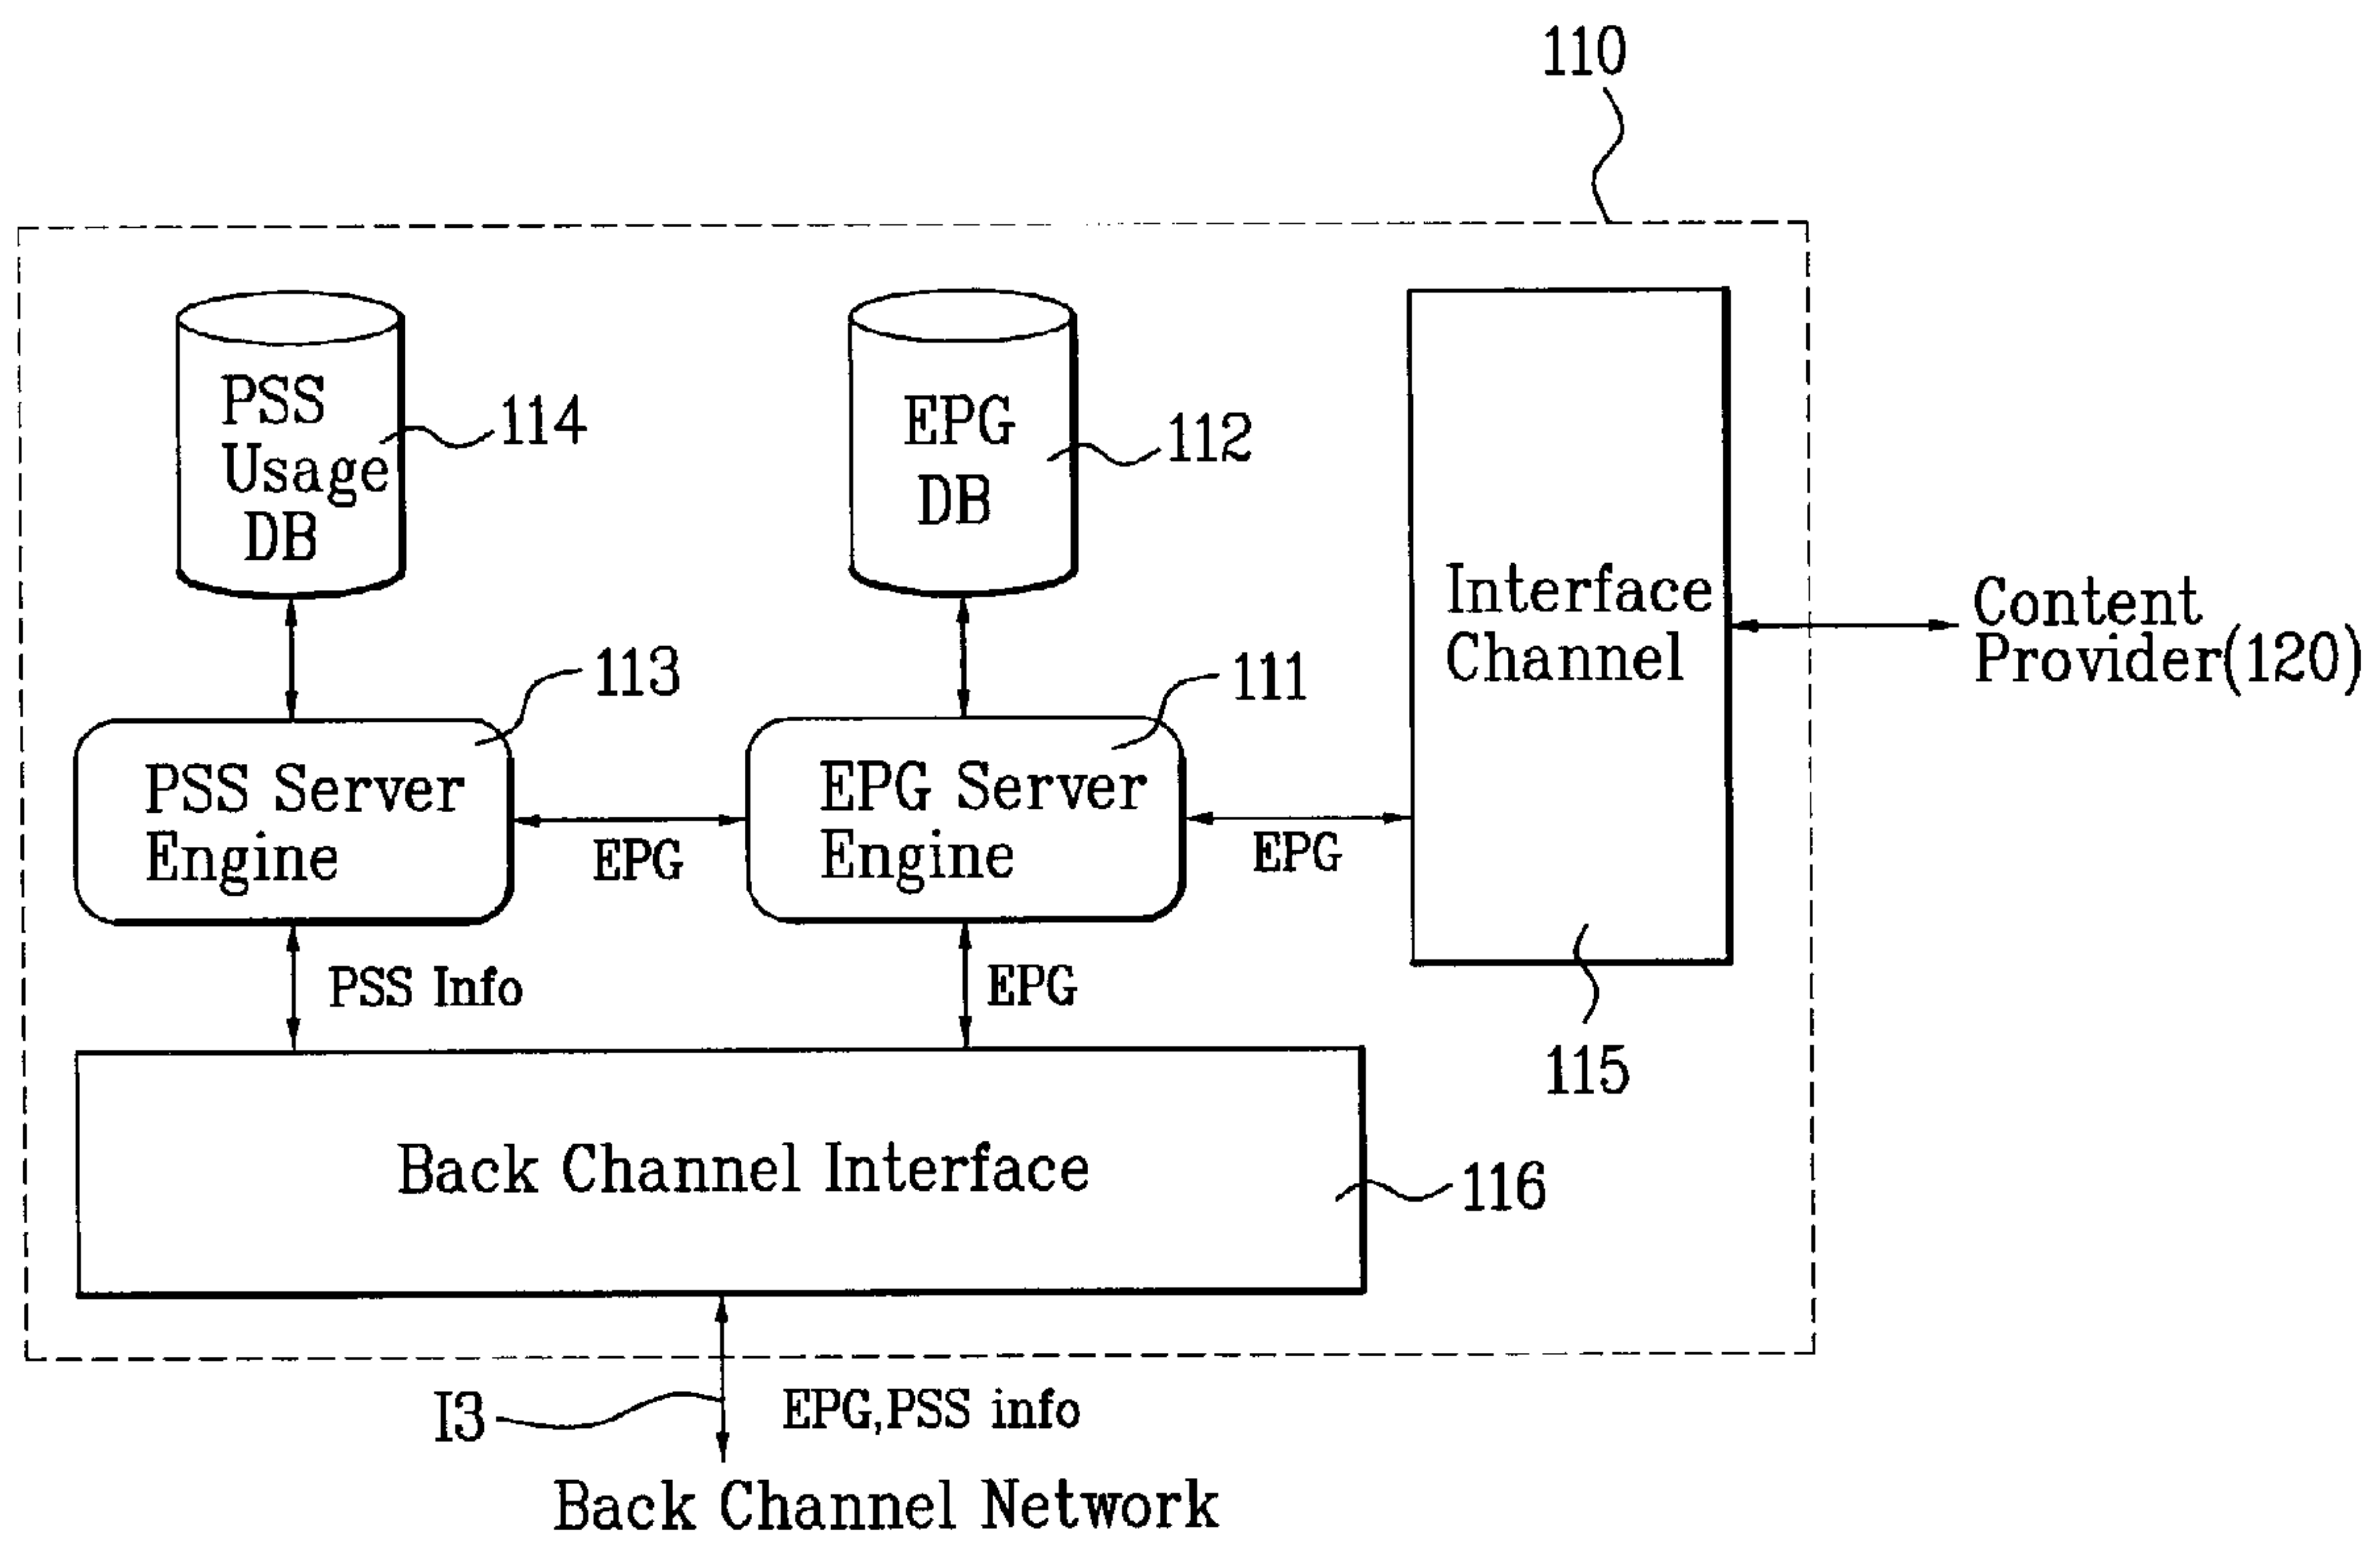 110
PSS
Usage
DB
114
EPG
DB
112
Interface
Channel
Content
Provider(120)
113
111
PSS Server
Engine
EPG
EPG Server
Engine
EPG
PSS Info
EPG
115
Back Channel Interface
116
I3
EPG,PSS info
Back Channel Network